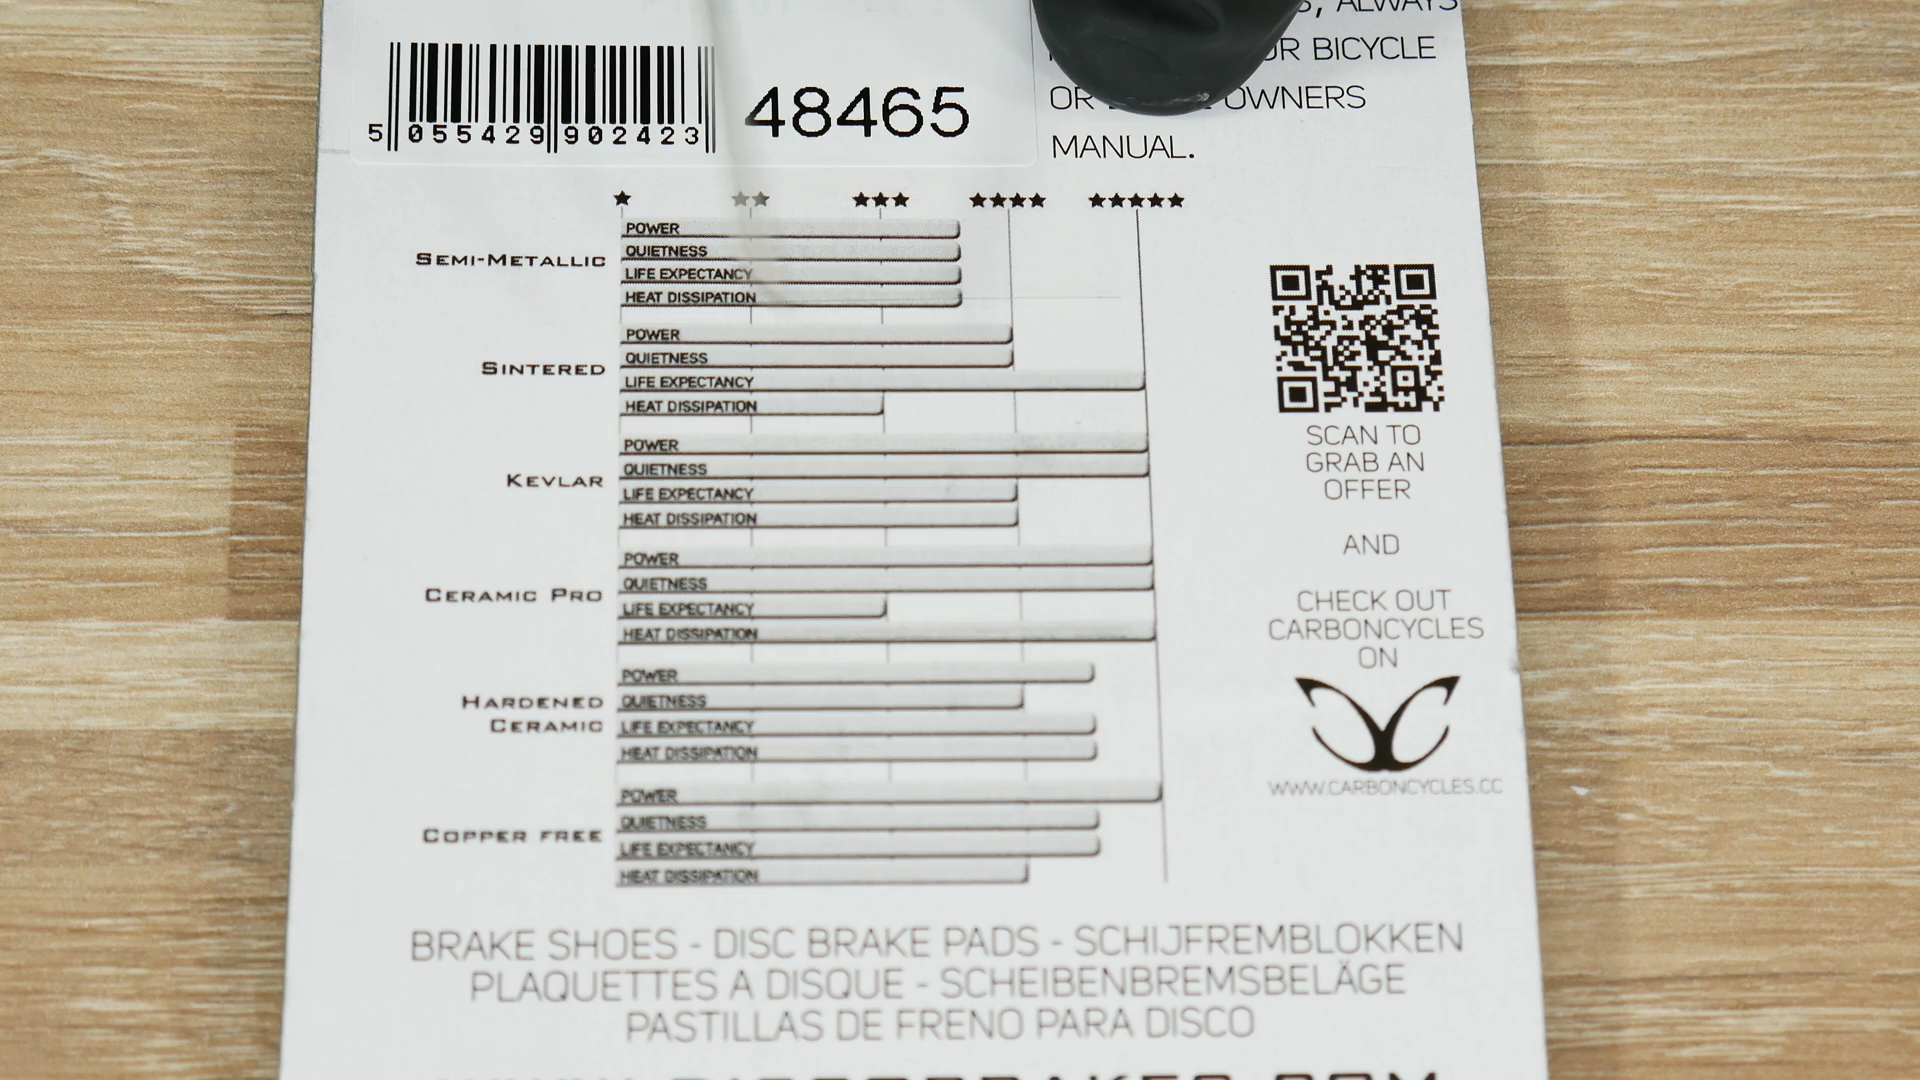 , ALWAYS
BICYCLE
OR OWNERS
MANUAL.
5 055429 902423
48465
★ ★★ ★★★ ★★★★ ★★★★★
SEMI-METALLIC
POWER
QUIETNESS
LIFE EXPECTANCY
HEAT DISSIPATION
SINTERED
POWER
QUIETNESS
LIFE EXPECTANCY
HEAT DISSIPATION
KEVLAR
POWER
QUIETNESS
LIFE EXPECTANCY
HEAT DISSIPATION
CERAMIC PRO
POWER
QUIETNESS
LIFE EXPECTANCY
HEAT DISSIPATION
HARDENED
CERAMIC
POWER
QUIETNESS
LIFE EXPECTANCY
HEAT DISSIPATION
COPPER FREE
POWER
QUIETNESS
LIFE EXPECTANCY
HEAT DISSIPATION
SCAN TO
GRAB AN
OFFER
AND
CHECK OUT
CARBONCYCLES
ON
WWW.CARBONCYCLES.CC
BRAKE SHOES - DISC BRAKE PADS - SCHIJFREMBLOKKEN
PLAQUETTES A DISQUE - SCHEIBENBREMSBELÄGE
PASTILLAS DE FRENO PARA DISCO